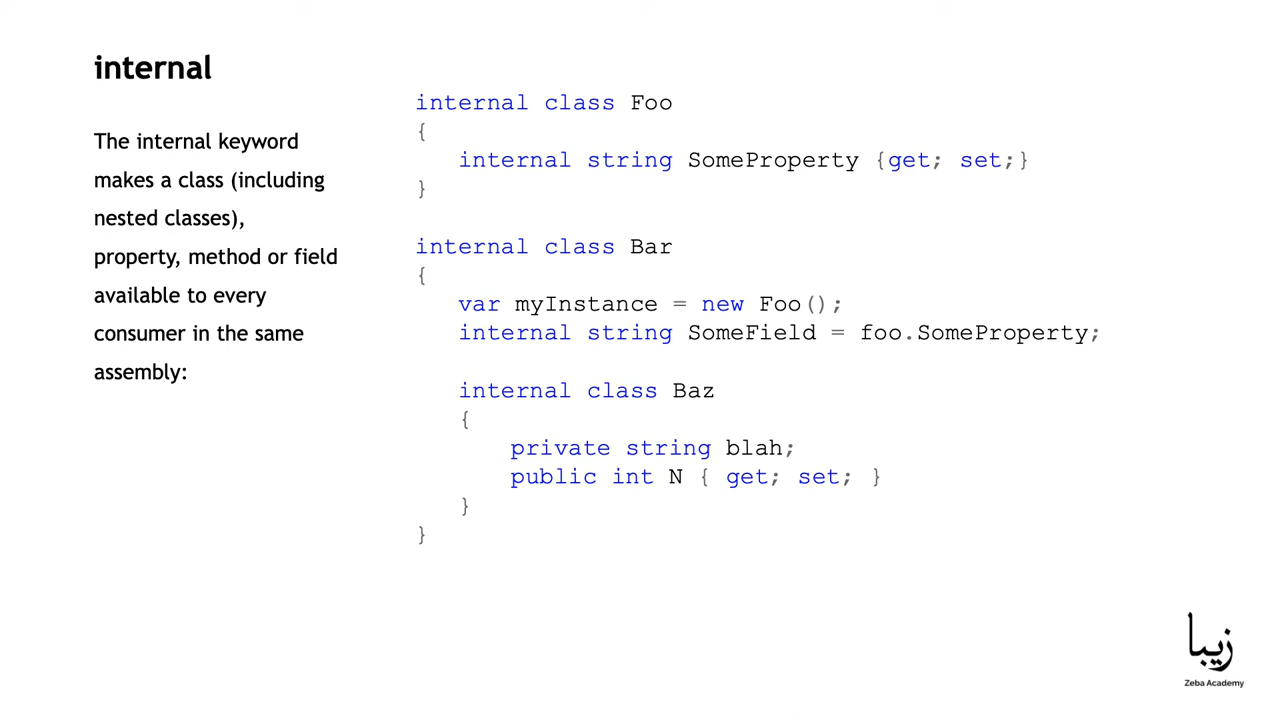 internal
The internal keyword
makes a class (including
nested classes),
property, method or field
available to every
consumer in the same
assembly:
internal class Foo
{
internal string SomeProperty {get; set;}
}
internal class Bar
{
var myInstance = new Foo();
internal string SomeField = foo.SomeProperty;
internal class Baz
{
private string blah;
public int N { get; set; }
}
}
زيبا
Zeba Academy